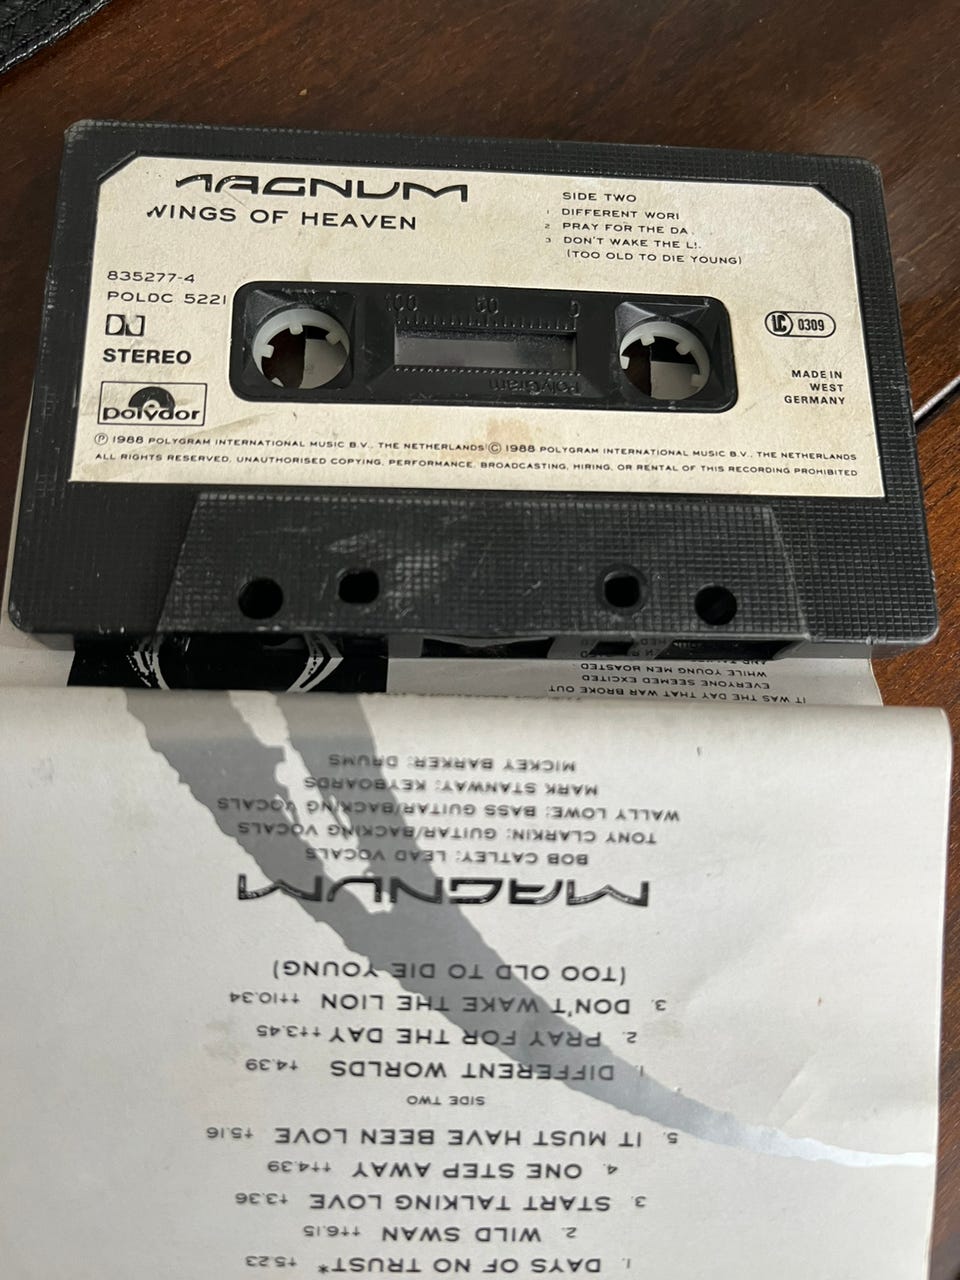 MAGNUM
WINGS OF HEAVEN
SIDE TWO
1 DIFFERENT WORL
2 PRAY FOR THE DA
3 DON'T WAKE THE LI
(TOO OLD TO DIE YOUNG)
835277-4
POLDC 5221
STEREO
polydor
100 50 0
PolyGram
LC 0309
MADE IN
WEST
GERMANY
Ⓟ 1988 POLYGRAM INTERNATIONAL MUSIC B.V., THE NETHERLANDS Ⓒ 1988 POLYGRAM INTERNATIONAL MUSIC B.V., THE NETHERLANDS
ALL RIGHTS RESERVED. UNAUTHORISED COPYING, PERFORMANCE, BROADCASTING, HIRING, OR RENTAL OF THIS RECORDING PROHIBITED
1. DAYS OF NO TRUST* †5.23
2. WILD SWAN ††6.15
3 START TALKING LOVE †3.36
4. ONE STEP AWAY ††4.39
5. IT MUST HAVE BEEN LOVE †5.16
SIDE TWO
1. DIFFERENT WORLDS †4.39
2. PRAY FOR THE DAY ††3.45
3. DON'T WAKE THE LION ††10.34
(TOO OLD TO DIE YOUNG)
MAGNUM
BOB CATLEY: LEAD VOCALS
TONY CLARKIN: GUITAR/BACKING VOCALS
WALLY LOWE: BASS GUITAR/BACKING VOCALS
MARK STANWAY: KEYBOARDS
MICKEY BARKER: DRUMS
IT WAS THE DAY THAT WAR BROKE OUT
EVERYONE SEEMED EXCITED
WHILE YOUNG MEN BOASTED